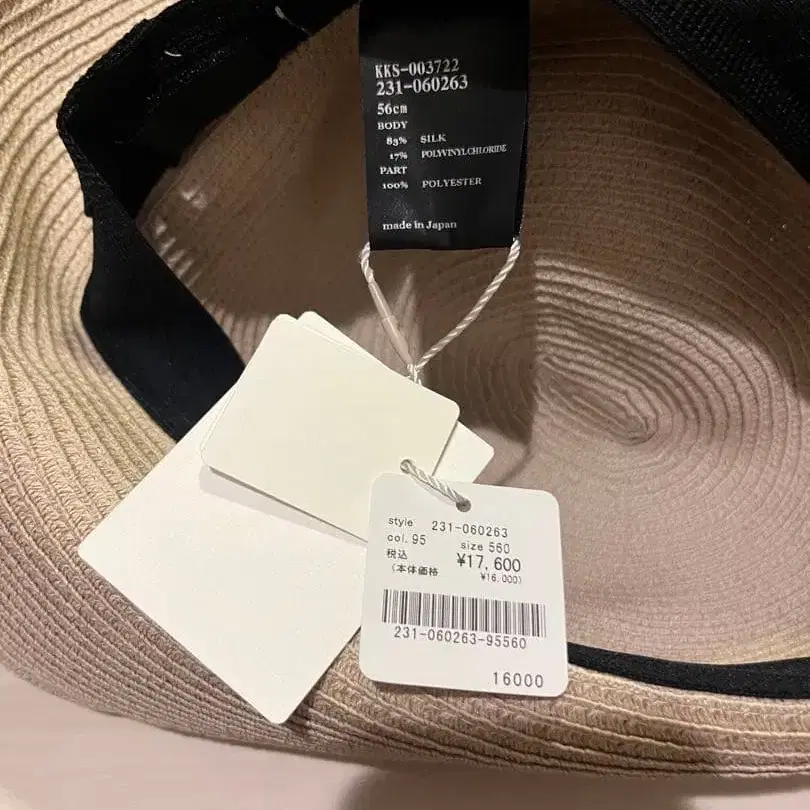 KKS-003722
231-060263
56cm
BODY
83% SILK
17% POLYVINYLCHLORIDE
PART
100% POLYESTER
made in Japan
style 231-060263
col. 95 size 560
税込 ¥17,600
(本体価格 ¥16,000)
231-060263-95560
16000